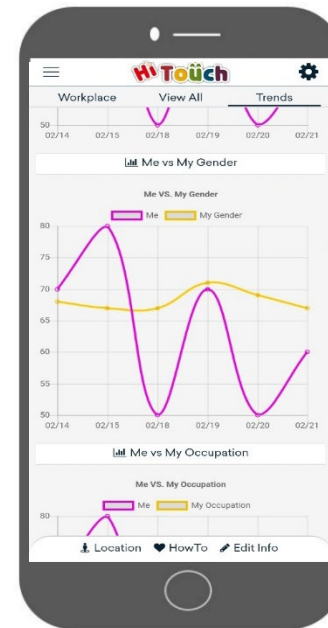 Hi Toüch
Workplace View All Trends
50
02/14 02/15 02/18 02/19 02/20 02/21
Me vs My Gender
Me VS. My Gender
Me My Gender
80
75
70
65
60
55
50
02/14 02/15 02/18 02/19 02/20 02/21
Me vs My Occupation
Me VS. My Occupation
Me My Occupation
80
Location HowTo Edit Info